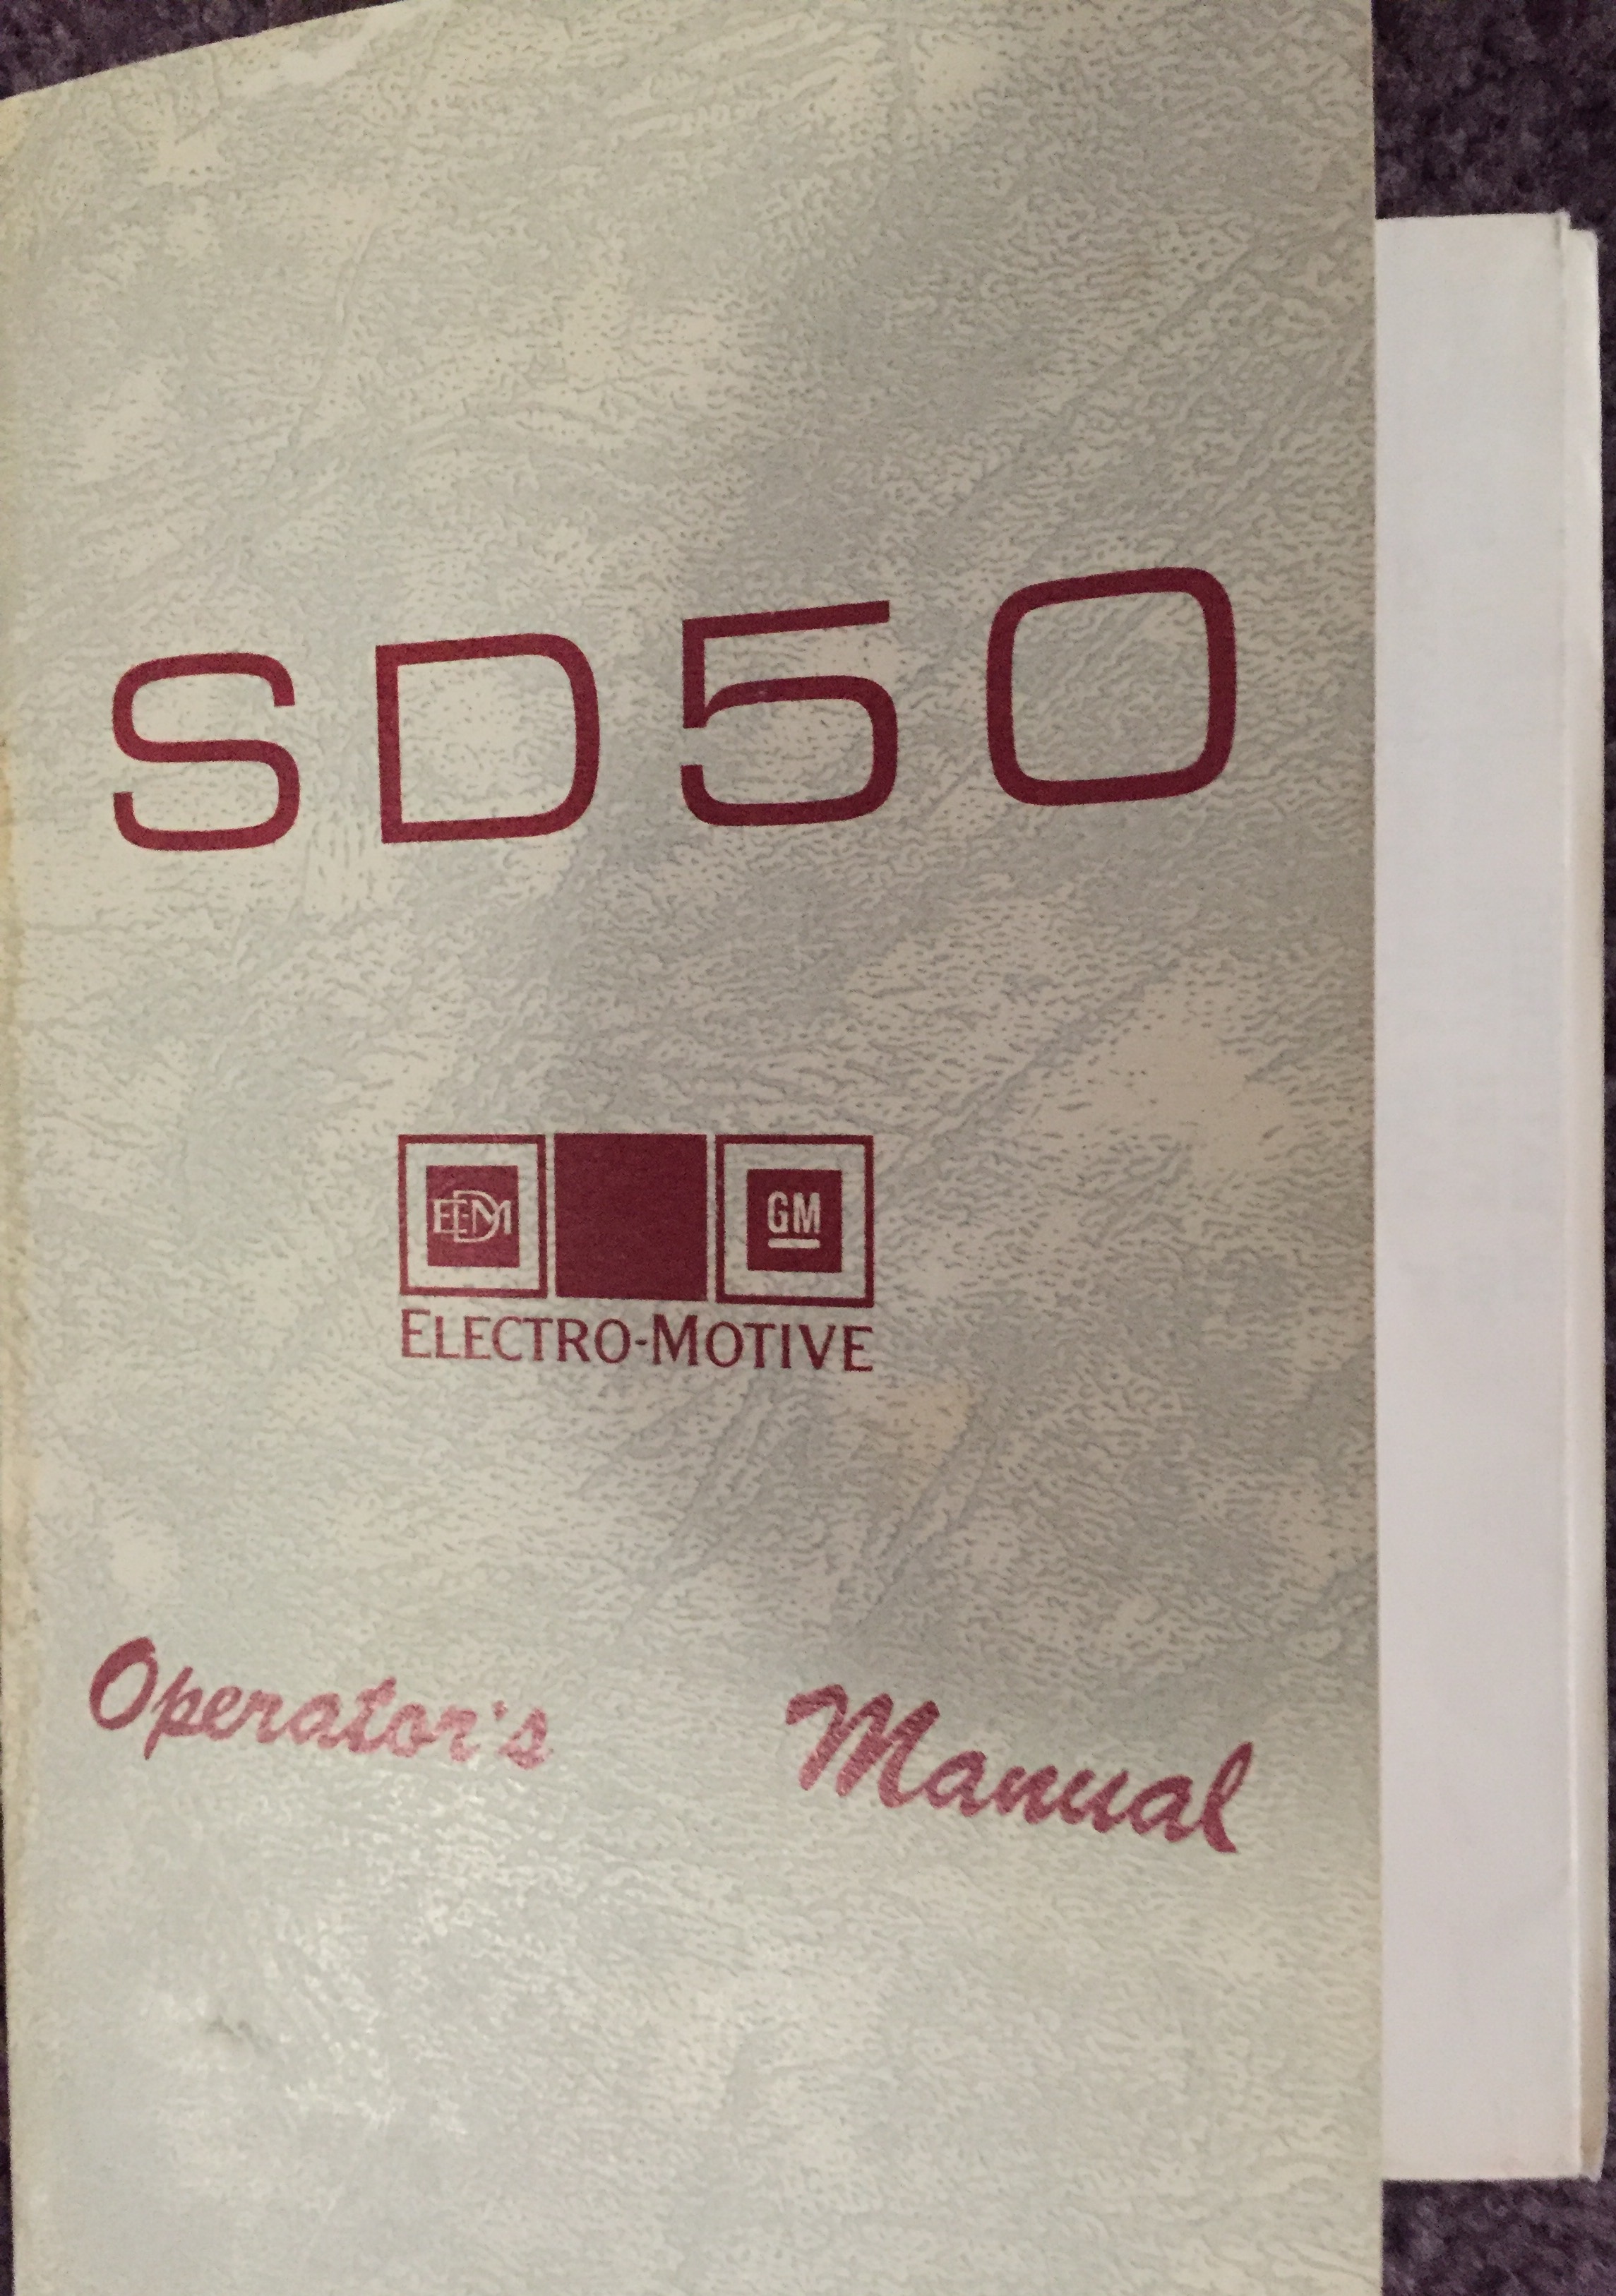 SD50
EMD
GM
ELECTRO-MOTIVE
Operator's Manual